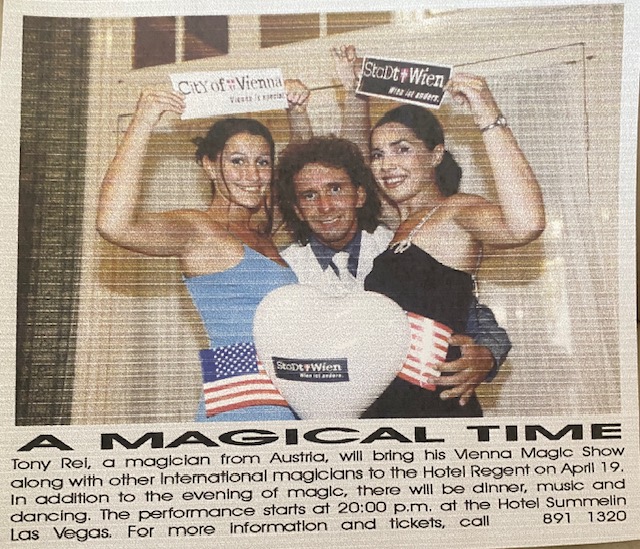 City of Vienna
Vienna is special
StaDt Wien
Wien ist anders.
StaDt Wien
Wien ist anders.
A MAGICAL TIME
Tony Rei, a magician from Austria, will bring his Vienna Magic Show
along with other international magicians to the Hotel Regent on April 19.
In addition to the evening of magic, there will be dinner, music and
dancing. The performance starts at 20:00 p.m. at the Hotel Summelin
Las Vegas. For more information and tickets, call 891 1320